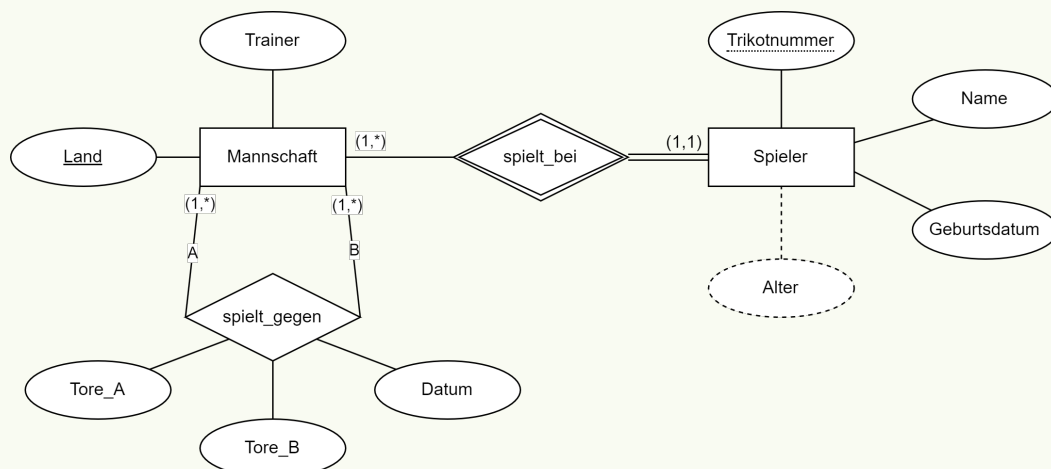 Trainer
Trikotnummer
Name
Land
Mannschaft
(1,*)
spielt_bei
(1,1)
Spieler
(1,*)
(1,*)
A
B
Geburtsdatum
Alter
spielt_gegen
Tore_A
Datum
Tore_B